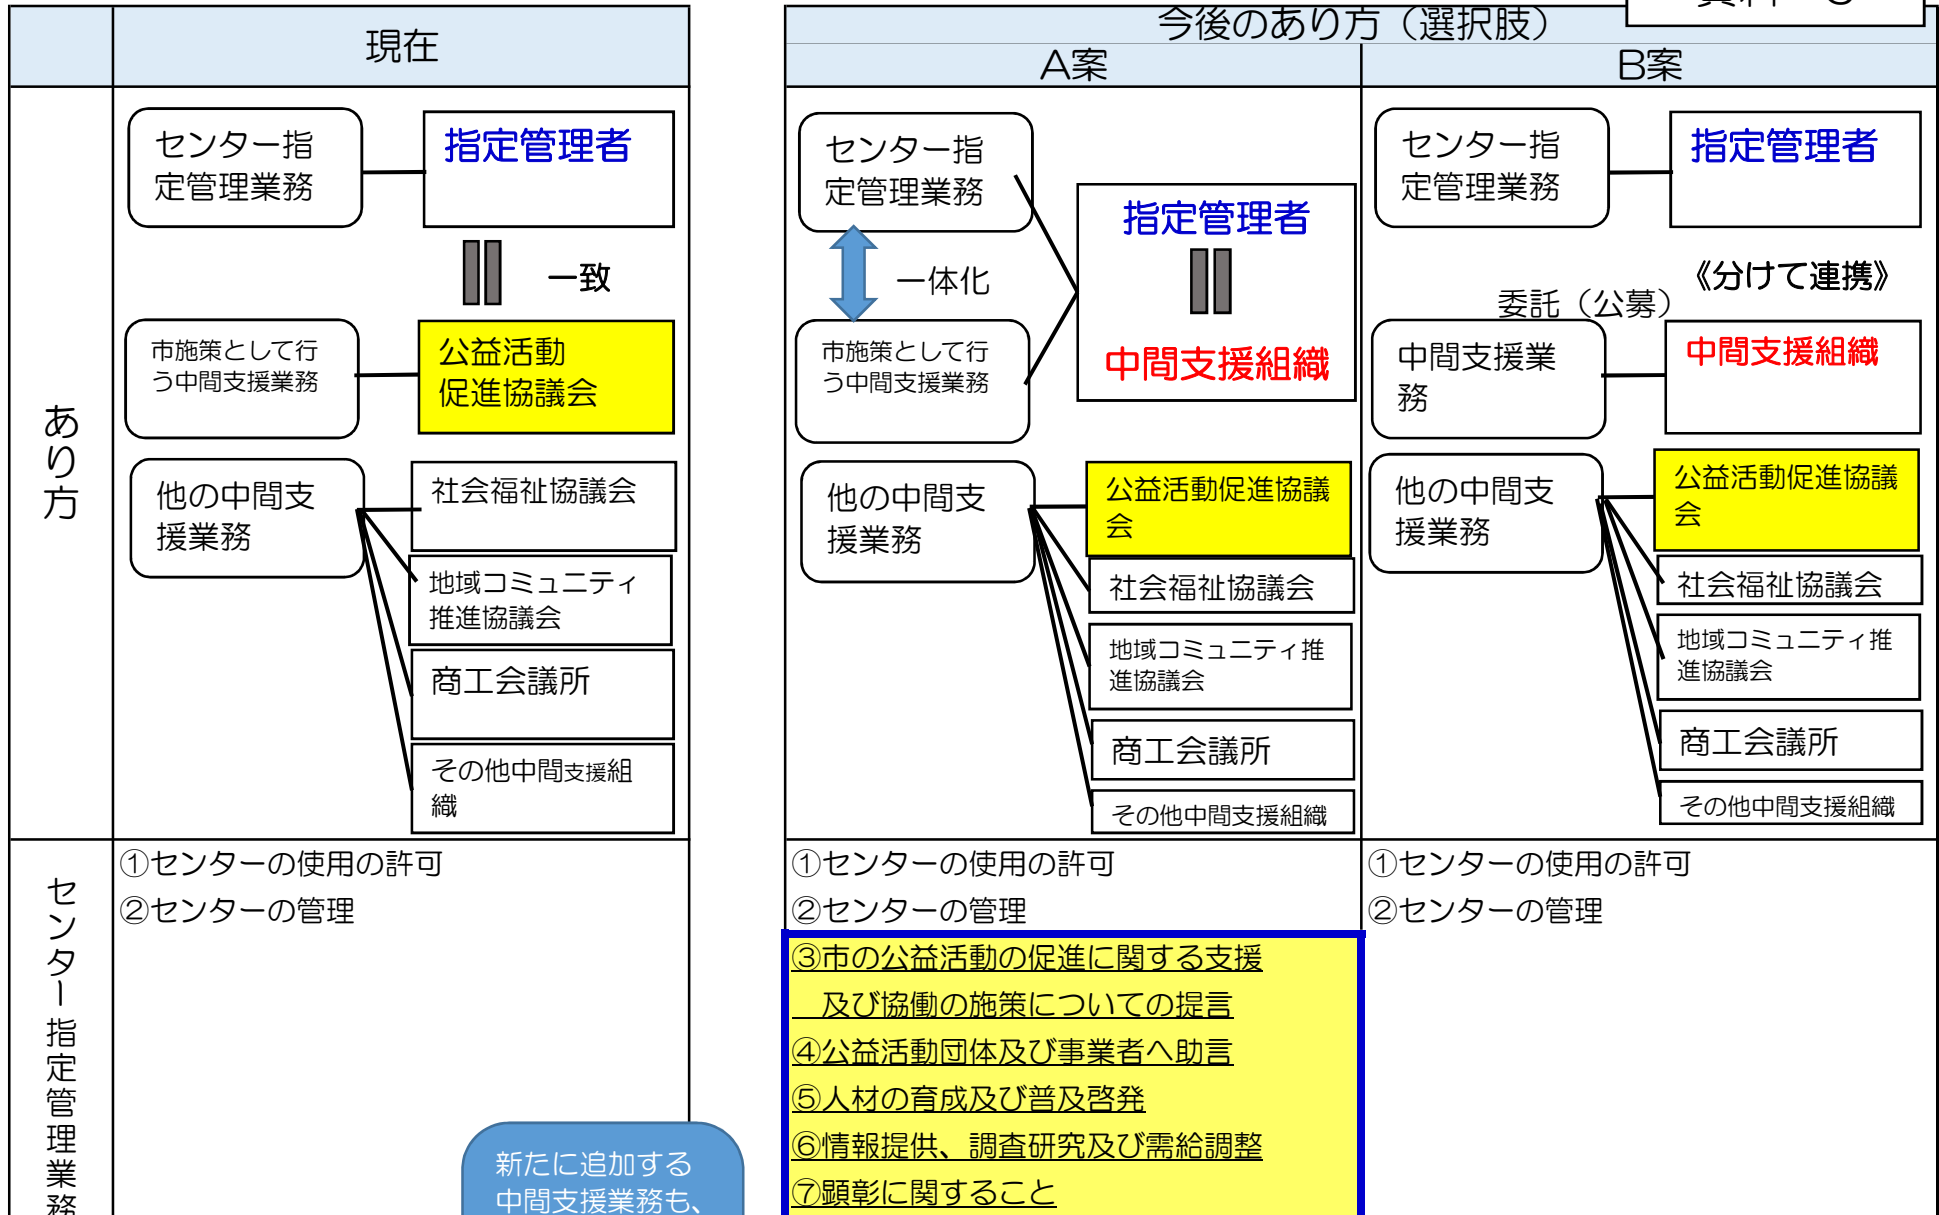 現在
今後のあり方（選択肢）
A案
B案
あり方
センター指
定管理業務
指定管理者
一致
市施策として行
う中間支援業務
公益活動
促進協議会
他の中間支
援業務
社会福祉協議会
地域コミュニティ
推進協議会
商工会議所
その他中間支援組
織
センター指
定管理業務
一体化
市施策として行
う中間支援業務
指定管理者
中間支援組織
他の中間支
援業務
公益活動促進協議
会
社会福祉協議会
地域コミュニティ推
進協議会
商工会議所
その他中間支援組織
センター指
定管理業務
指定管理者
《分けて連携》
委託（公募）
中間支援業
務
中間支援組織
他の中間支
援業務
公益活動促進協議
会
社会福祉協議会
地域コミュニティ推
進協議会
商工会議所
その他中間支援組織
センター指定管理業務
①センターの使用の許可
②センターの管理
新たに追加する
中間支援業務も、
①センターの使用の許可
②センターの管理
③市の公益活動の促進に関する支援
及び協働の施策についての提言
④公益活動団体及び事業者へ助言
⑤人材の育成及び普及啓発
⑥情報提供、調査研究及び需給調整
⑦顕彰に関すること
①センターの使用の許可
②センターの管理